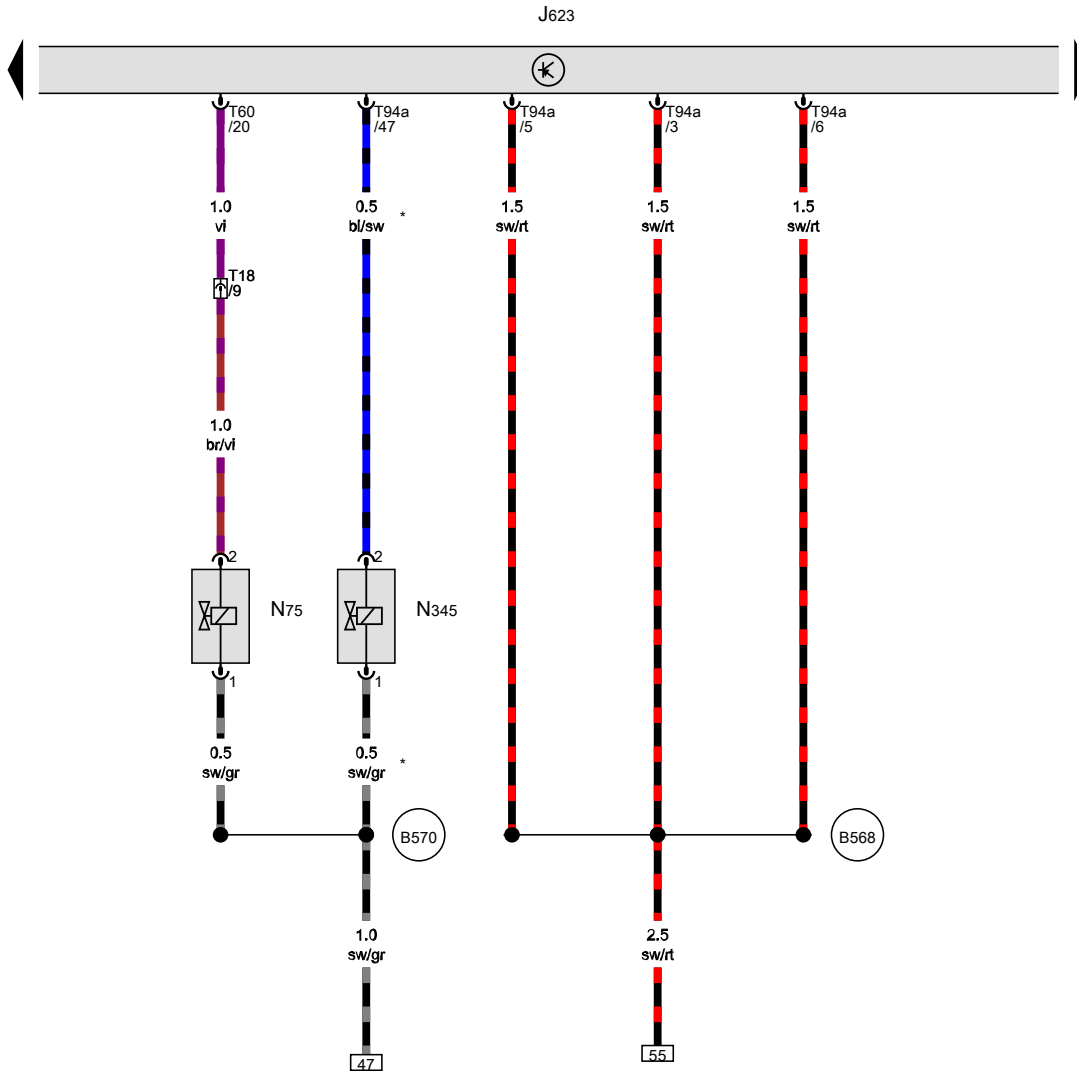 J623
T60
/20
T94a
/47
T94a
/5
T94a
/3
T94a
/6
1.0
vi
0.5
bl/sw
*
1.5
sw/rt
1.5
sw/rt
1.5
sw/rt
T18
/9
1.0
br/vi
2
2
N75
N345
1
1
0.5
sw/gr
0.5
sw/gr
*
B570
B568
1.0
sw/gr
2.5
sw/rt
47
55